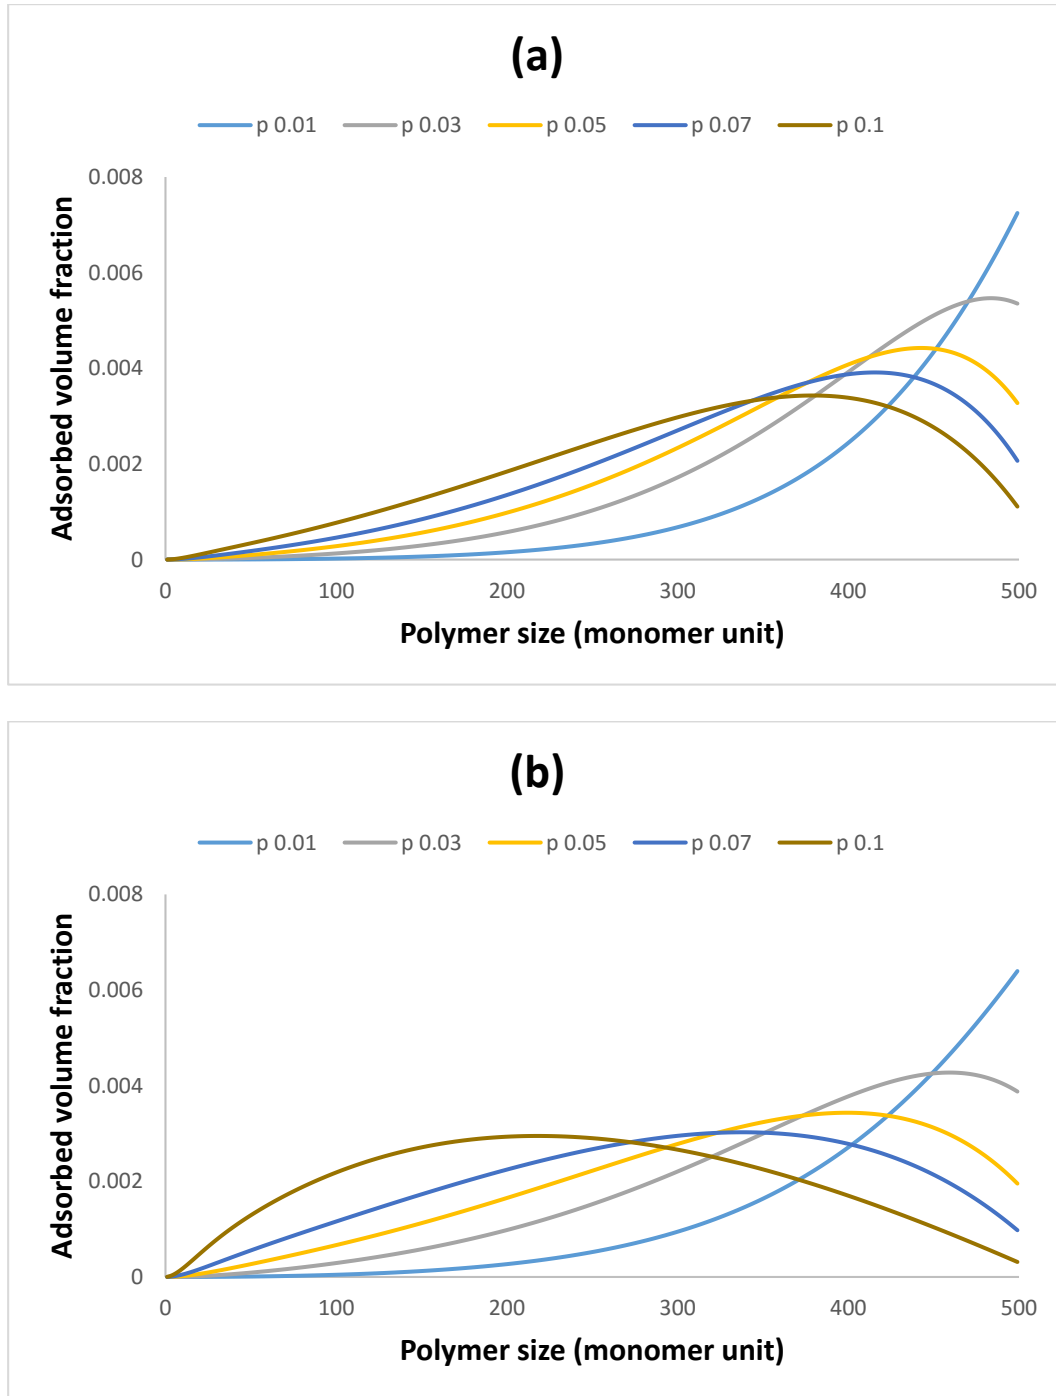 (a)
p 0.01 p 0.03 p 0.05 p 0.07 p 0.1
Adsorbed volume fraction
0.008
0.006
0.004
0.002
0
0 100 200 300 400 500
Polymer size (monomer unit)
(b)
p 0.01 p 0.03 p 0.05 p 0.07 p 0.1
Adsorbed volume fraction
0.008
0.006
0.004
0.002
0
0 100 200 300 400 500
Polymer size (monomer unit)